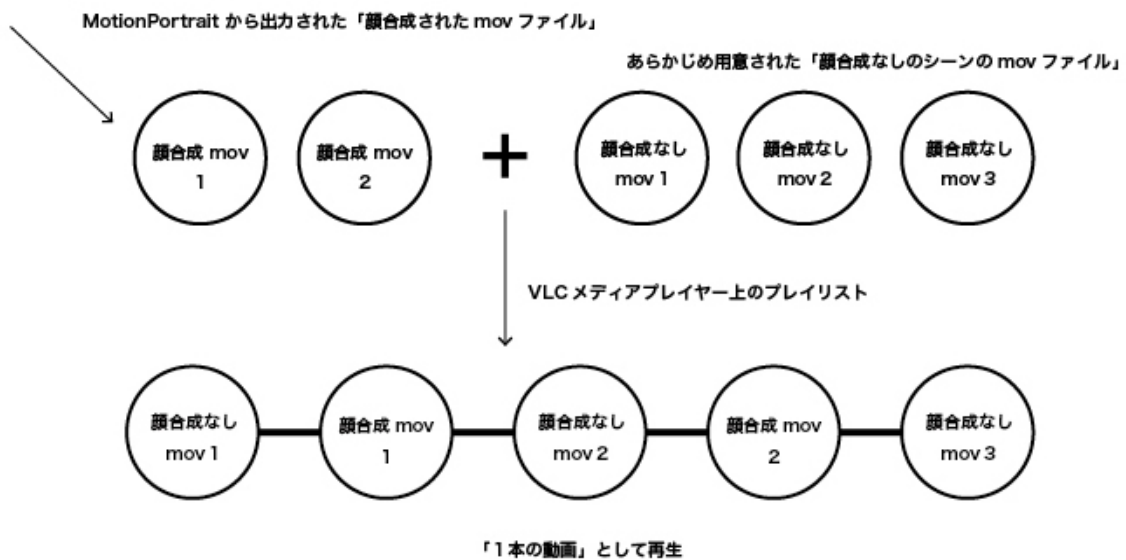 MotionPortrait から出力された「顔合成された mov ファイル」
あらかじめ用意された「顔合成なしのシーンの mov ファイル」
顔合成 mov
1
顔合成 mov
2
+
顔合成なし
mov 1
顔合成なし
mov 2
顔合成なし
mov 3
VLC メディアプレイヤー上のプレイリスト
顔合成なし
mov 1
顔合成 mov
1
顔合成なし
mov 2
顔合成 mov
2
顔合成なし
mov 3
「1 本の動画」として再生